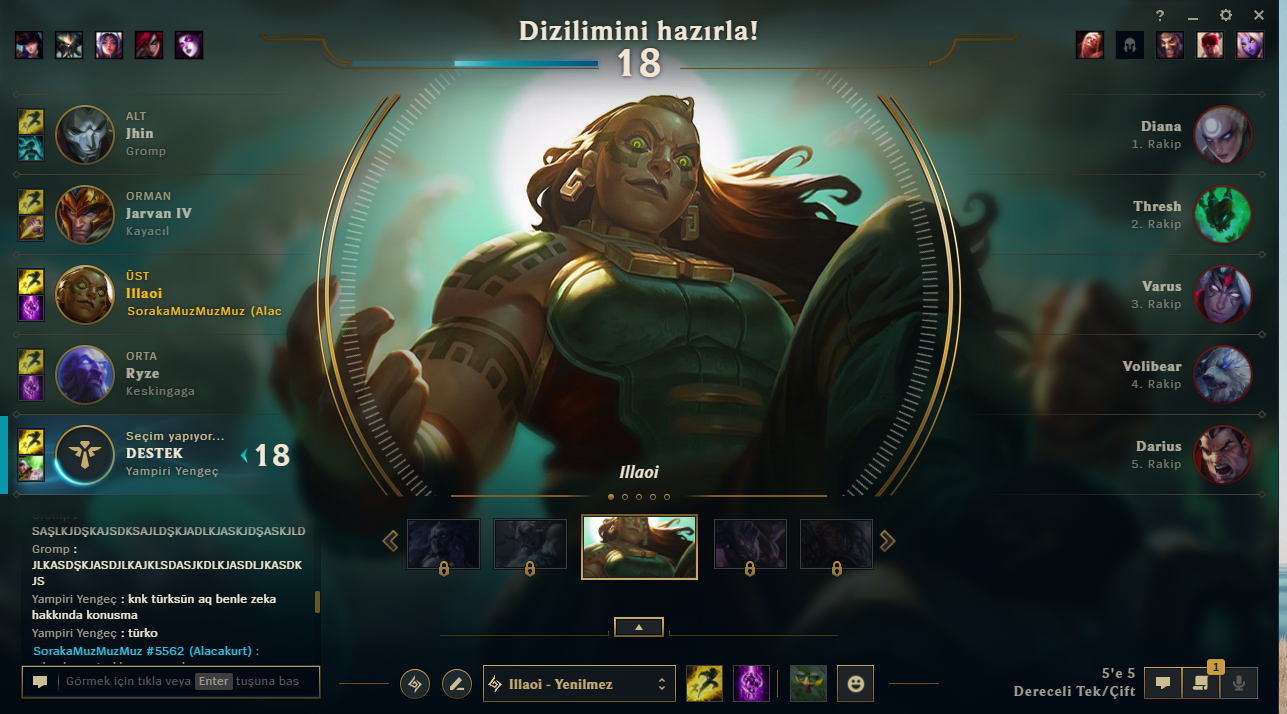 Dizilimini hazırla!
18
ALT
Jhin
Gromp
ORMAN
Jarvan IV
Kayacıl
ÜST
Illaoi
SorakaMuzMuzMuz (Alac
ORTA
Ryze
Keskingaga
Seçim yapıyor...
DESTEK
Yampiri Yengeç
18
Diana
1. Rakip
Thresh
2. Rakip
Varus
3. Rakip
Volibear
4. Rakip
Darius
5. Rakip
Illaoi
Gromp :
SAŞLKJDŞKAJSDKSAJLDŞKJADLKJASKJDŞASKJLD
Gromp :
JLKASDŞKJASDJLKAJKLSDASJKDLKJASDLJKASDK
JS
Yampiri Yengeç : knk türksün aq benle zeka
hakkında konusma
Yampiri Yengeç : türko
SorakaMuzMuzMuz #5562 (Alacakurt) :
Görmek için tıkla veya Enter tuşuna bas
Illaoi - Yenilmez
5'e 5
Dereceli Tek/Çift
1